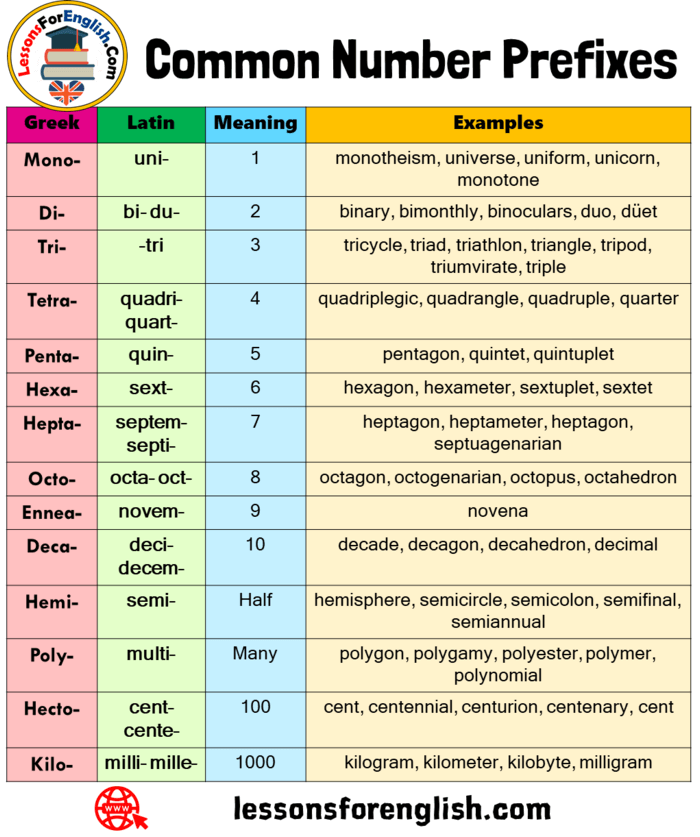 LessonsForEnglish.Com
Common Number Prefixes
Greek Latin Meaning Examples
Mono- uni- 1 monotheism, universe, uniform, unicorn,
monotone
Di- bi- du- 2 binary, bimonthly, binoculars, duo, düet
Tri- -tri 3 tricycle, triad, triathlon, triangle, tripod,
triumvirate, triple
Tetra- quadri- 4 quadriplegic, quadrangle, quadruple, quarter
quart-
Penta- quin- 5 pentagon, quintet, quintuplet
Hexa- sext- 6 hexagon, hexameter, sextuplet, sextet
Hepta- septem- 7 heptagon, heptameter, heptagon,
septi- septuagenarian
Octo- octa- oct- 8 octagon, octogenarian, octopus, octahedron
Ennea- novem- 9 novena
Deca- deci- 10 decade, decagon, decahedron, decimal
decem-
Hemi- semi- Half hemisphere, semicircle, semicolon, semifinal,
semiannual
Poly- multi- Many polygon, polygamy, polyester, polymer,
polynomial
Hecto- cent- 100 cent, centennial, centurion, centenary, cent
cente-
Kilo- milli- mille- 1000 kilogram, kilometer, kilobyte, milligram
www
lessonsforenglish.com